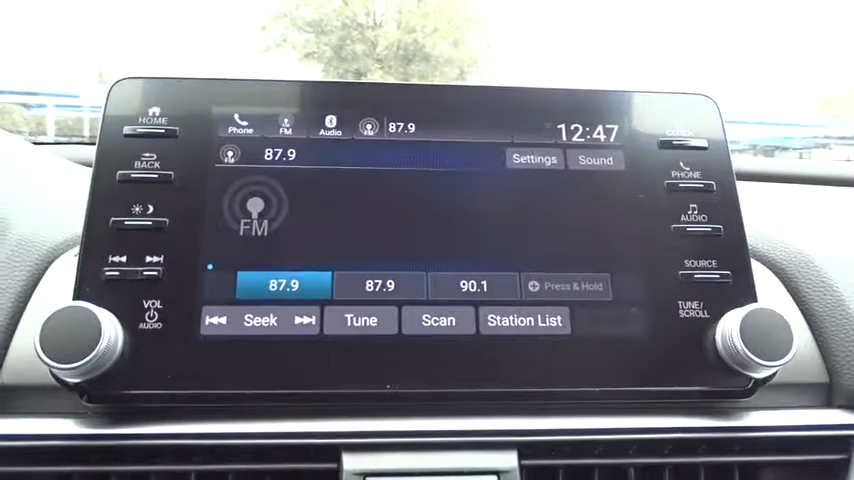 HOME
Phone
FM
Audio
87.9
12:47
CLOCK
BACK
87.9
Settings
Sound
PHONE
FM
AUDIO
SOURCE
87.9
87.9
90.1
Press & Hold
VOL
AUDIO
Seek
Tune
Scan
Station List
TUNE/
SCROLL